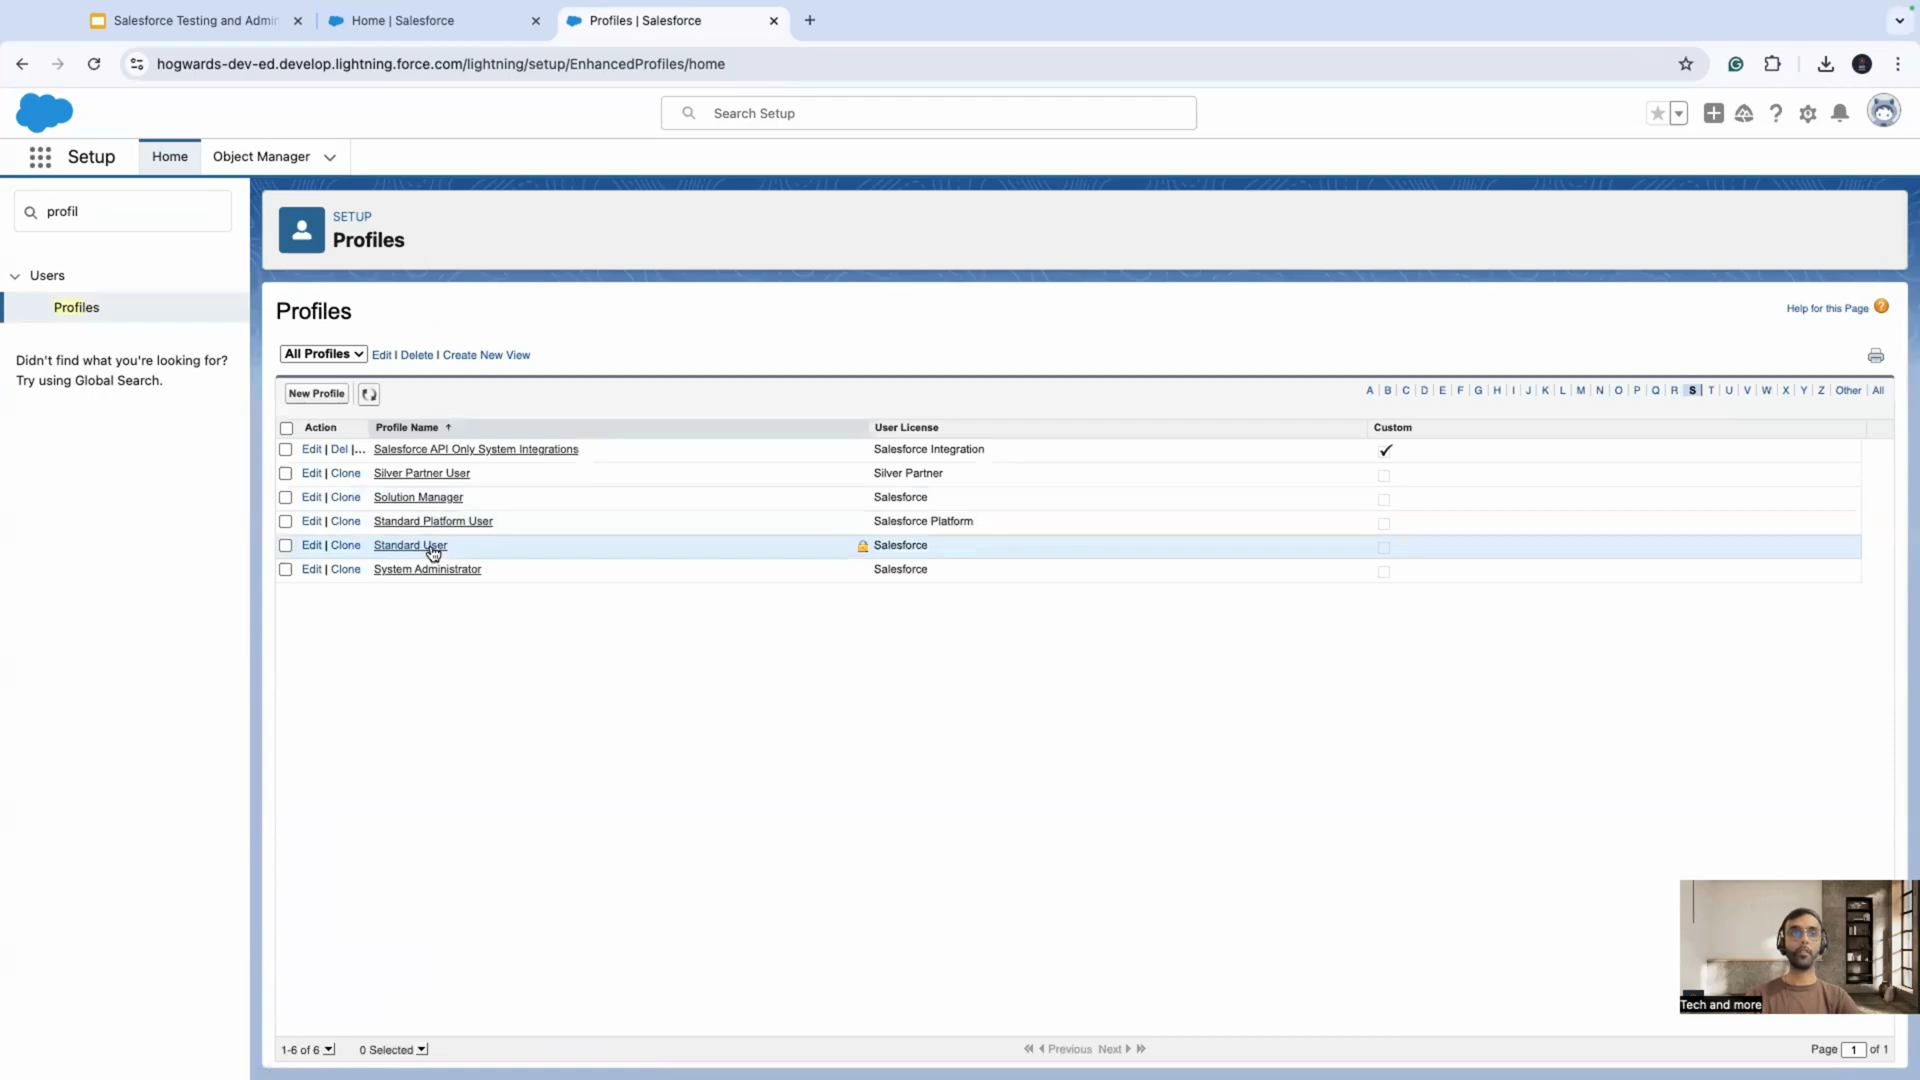 Salesforce Testing and Admin
Home | Salesforce
Profiles | Salesforce
hogwards-dev-ed.develop.lightning.force.com/lightning/setup/EnhancedProfiles/home
Search Setup
Setup
Home
Object Manager
profil
Users
Profiles
Didn't find what you're looking for?
Try using Global Search.
SETUP
Profiles
Profiles
Help for this Page
All Profiles
Edit | Delete | Create New View
New Profile
A | B | C | D | E | F | G | H | I | J | K | L | M | N | O | P | Q | R | S | T | U | V | W | X | Y | Z | Other | All
Action Profile Name ↑ User License Custom
Edit | Del |... Salesforce API Only System Integrations Salesforce Integration
Edit | Clone Silver Partner User Silver Partner
Edit | Clone Solution Manager Salesforce
Edit | Clone Standard Platform User Salesforce Platform
Edit | Clone Standard User Salesforce
Edit | Clone System Administrator Salesforce
Tech and more
1-6 of 6 0 Selected Previous Next Page 1 of 1